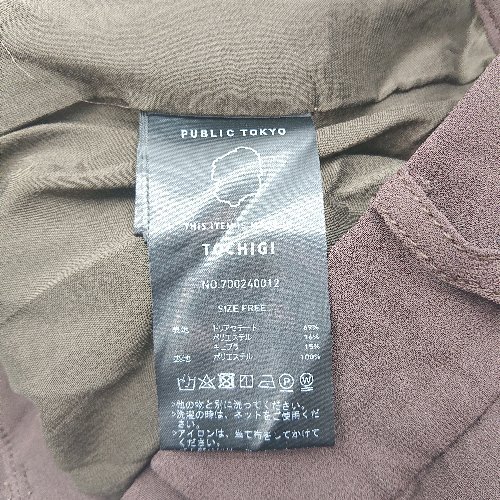 PUBLIC TOKYO
THIS ITEM IS
TOCHIGI
NO.700240012
SIZE FREE
表地 トリアセテート 69%
ポリエステル 16%
キュプラ 15%
ポリエステル 100%
>他の物と別に洗ってください。
>洗濯の時は、ネットをご使用ください。
>アイロンは、当て布をしてかけてください。